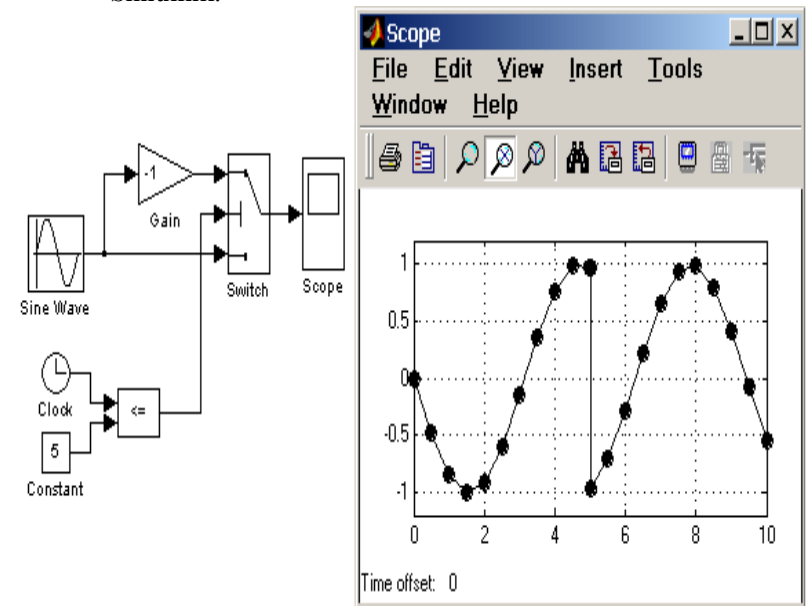 Scope
File Edit View Insert Tools
Window Help
-1
Gain
Sine Wave
Switch
Scope
Clock
<=
5
Constant
1
0.5
0
-0.5
-1
0 2 4 6 8 10
Time offset: 0